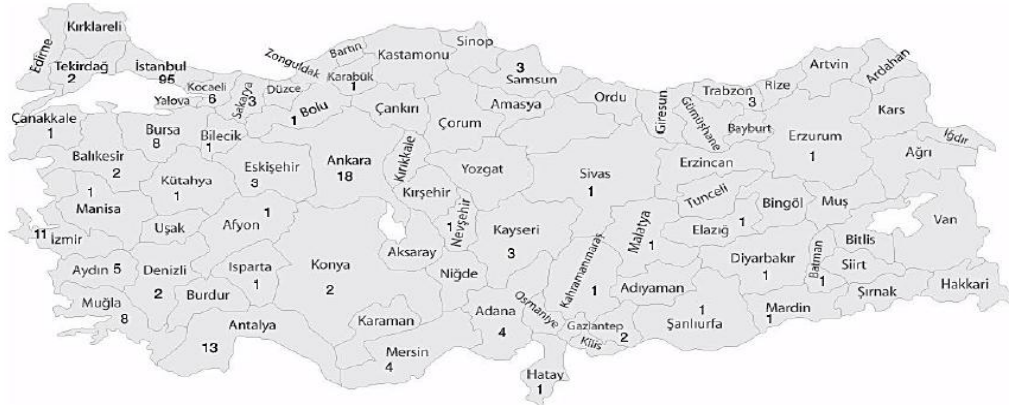 Kırklareli
Edirne
Tekirdağ
2
İstanbul
95
Kocaeli
6
Yalova
Sakarya
3
Düzce
Zonguldak
Bartın
Karabük
1
Kastamonu
Sinop
3
Samsun
Bolu
1
Çankırı
Çorum
Amasya
Ordu
Giresun
Gümüşhane
Trabzon
3
Rize
Artvin
Ardahan
Kars
Iğdır
Bayburt
Erzurum
1
Ağrı
Çanakkale
1
Bursa
8
Bilecik
1
Balıkesir
2
Kütahya
1
Eskişehir
3
Ankara
18
Kırıkkale
Kırşehir
Yozgat
Sivas
1
Erzincan
Tunceli
Bingöl
Muş
1
Manisa
Uşak
1
Afyon
Nevşehir
1
Kayseri
3
Malatya
1
Elazığ
1
Van
Bitlis
11
İzmir
Aydın 5
Denizli
2
Isparta
1
Konya
2
Aksaray
Niğde
Kahramanmaraş
1
Adıyaman
Diyarbakır
1
Batman
1
Siirt
Şırnak
Hakkari
Muğla
8
Burdur
Antalya
13
Karaman
Mersin
4
Adana
4
Osmaniye
Gaziantep
2
Kilis
1
Şanlıurfa
Mardin
1
Hatay
1